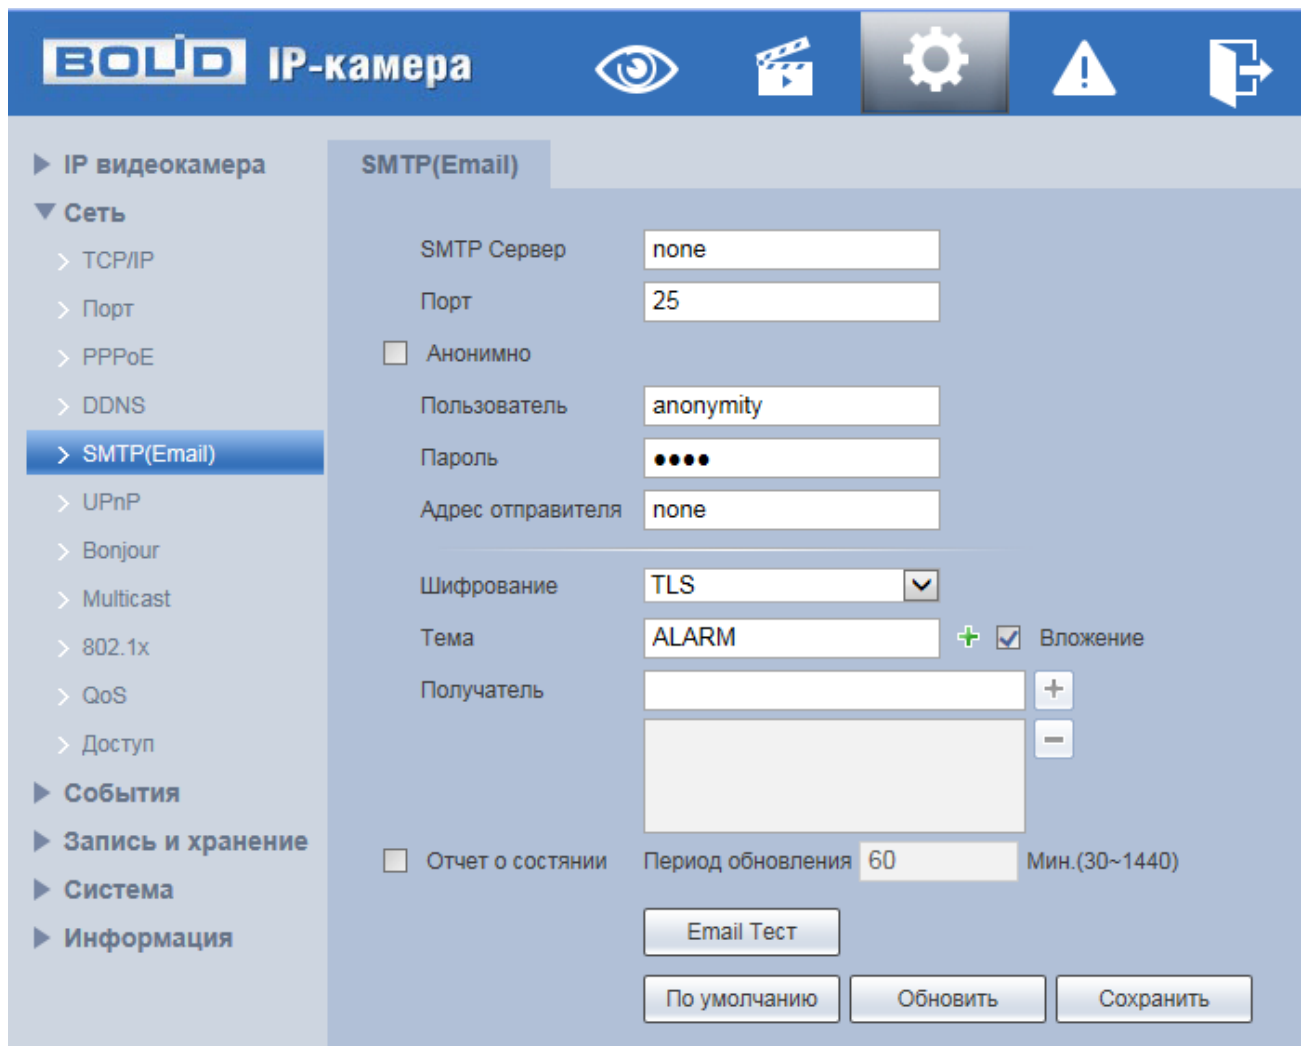 BOLID IP-камера
IP видеокамера
Сеть
TCP/IP
Порт
PPPoE
DDNS
SMTP(Email)
UPnP
Bonjour
Multicast
802.1x
QoS
Доступ
События
Запись и хранение
Система
Информация
SMTP(Email)
SMTP Сервер none
Порт 25
Анонимно
Пользователь anonymity
Пароль ●●●●
Адрес отправителя none
Шифрование TLS
Тема ALARM Вложение
Получатель
Отчет о состянии Период обновления 60 Мин.(30~1440)
Email Тест
По умолчанию Обновить Сохранить